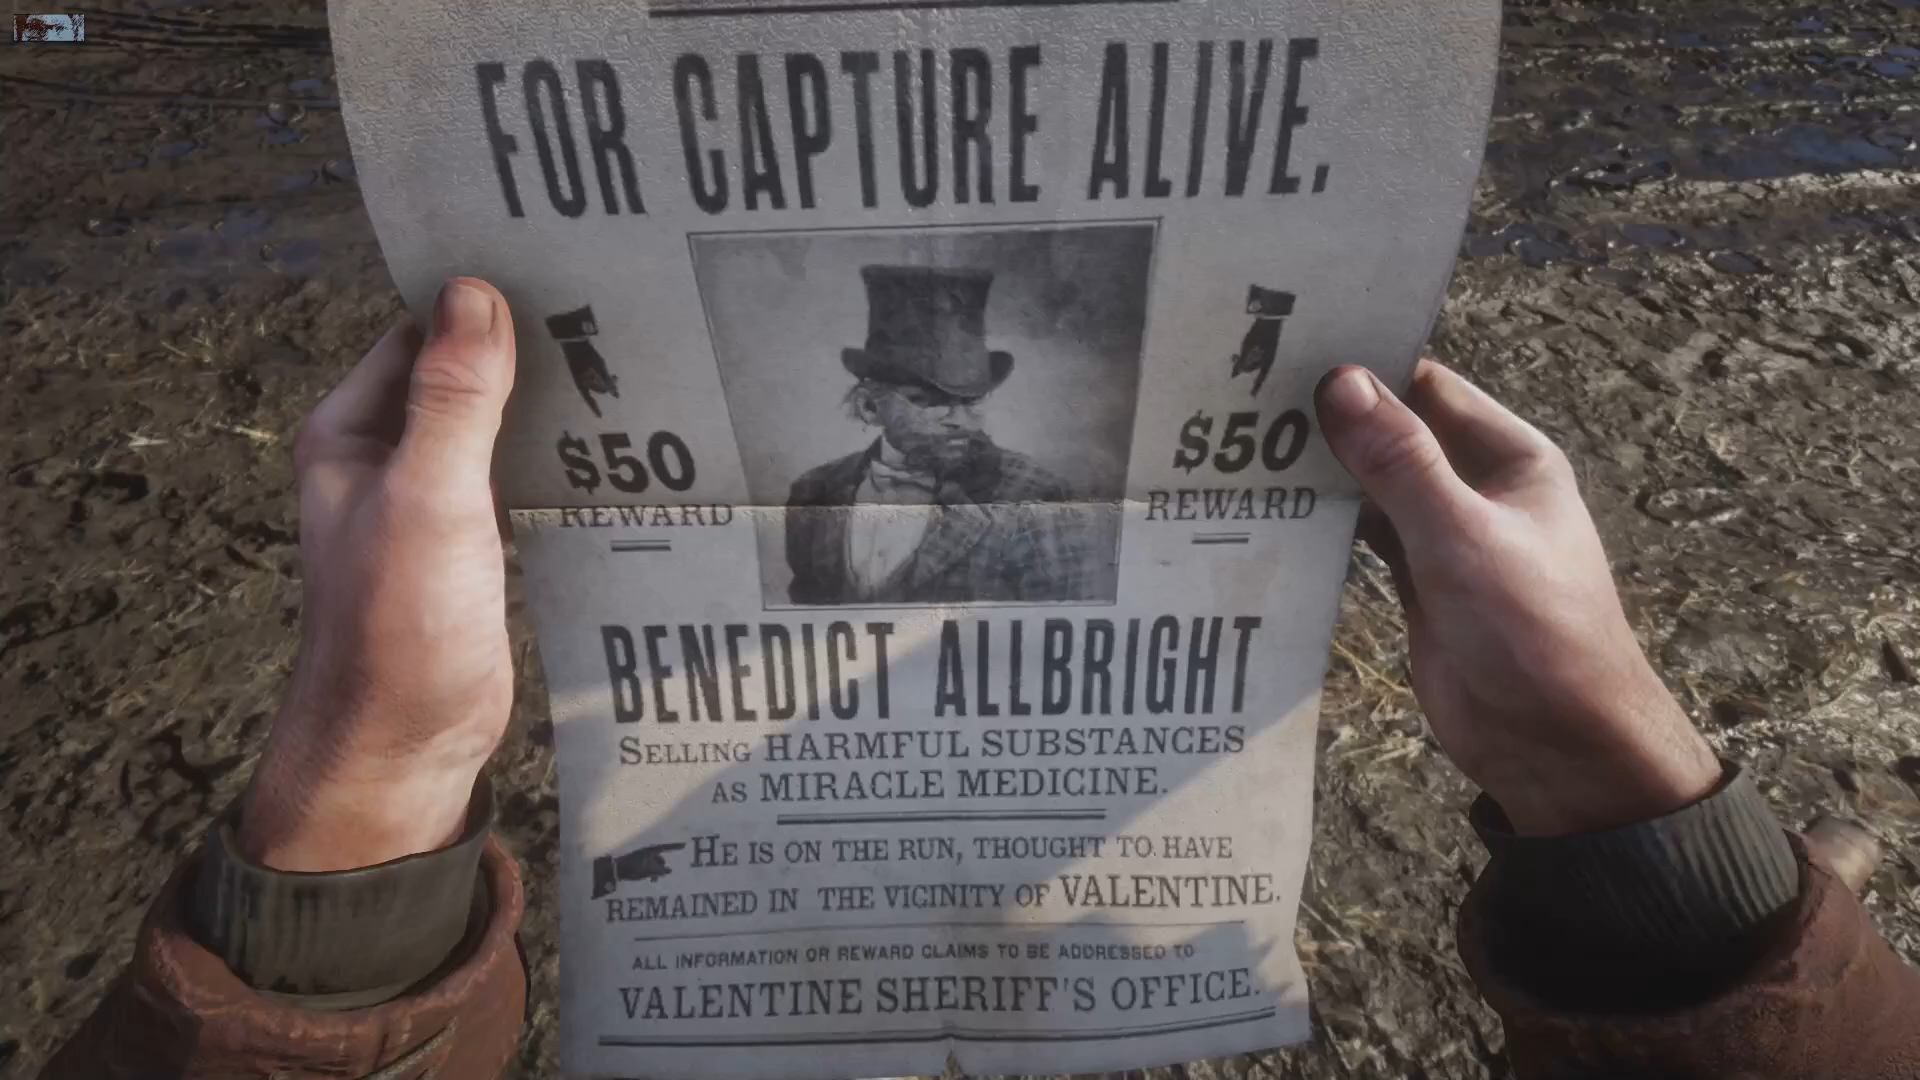 FOR CAPTURE ALIVE.
$50
REWARD
$50
REWARD
BENEDICT ALLBRIGHT
SELLING HARMFUL SUBSTANCES
AS MIRACLE MEDICINE.
HE IS ON THE RUN, THOUGHT TO HAVE
REMAINED IN THE VICINITY OF VALENTINE.
ALL INFORMATION OR REWARD CLAIMS TO BE ADDRESSED TO
VALENTINE SHERIFF'S OFFICE.